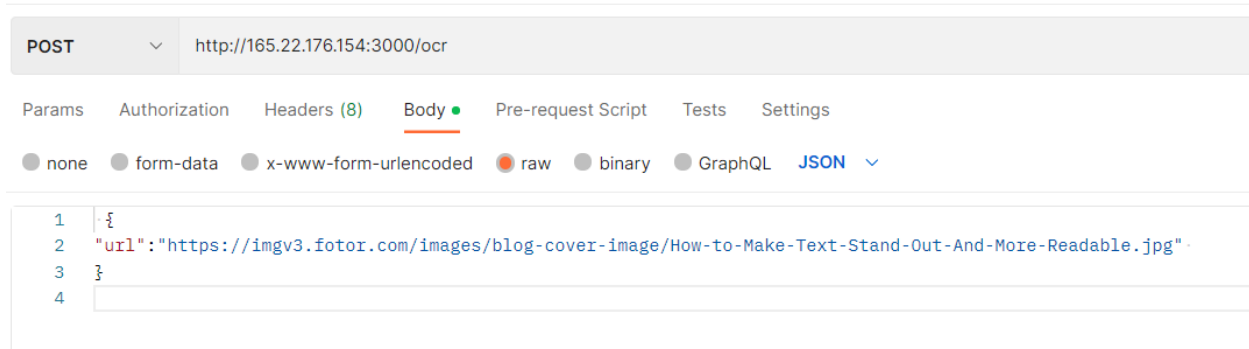 POST http://165.22.176.154:3000/ocr
Params Authorization Headers (8) Body Pre-request Script Tests Settings
none form-data x-www-form-urlencoded raw binary GraphQL JSON
1 {
2 "url":"https://imgv3.fotor.com/images/blog-cover-image/How-to-Make-Text-Stand-Out-And-More-Readable.jpg"
3 }
4